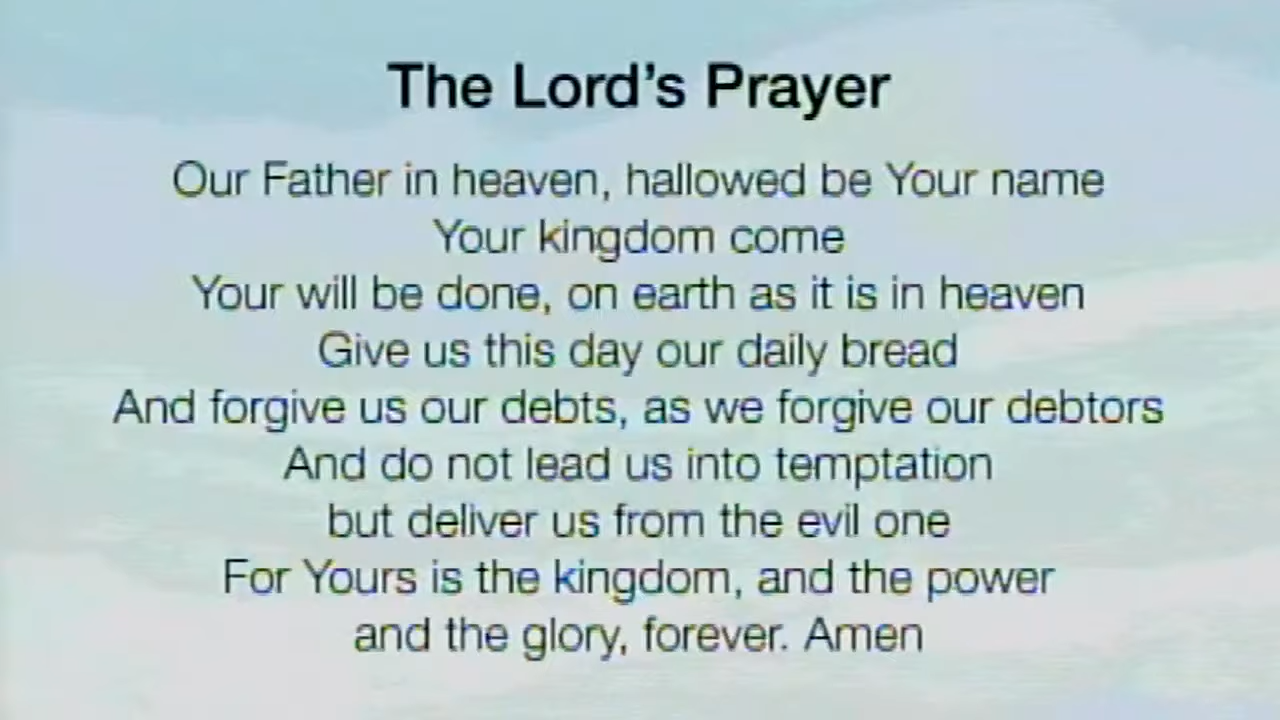 The Lord's Prayer
Our Father in heaven, hallowed be Your name
Your kingdom come
Your will be done, on earth as it is in heaven
Give us this day our daily bread
And forgive us our debts, as we forgive our debtors
And do not lead us into temptation
but deliver us from the evil one
For Yours is the kingdom, and the power
and the glory, forever. Amen